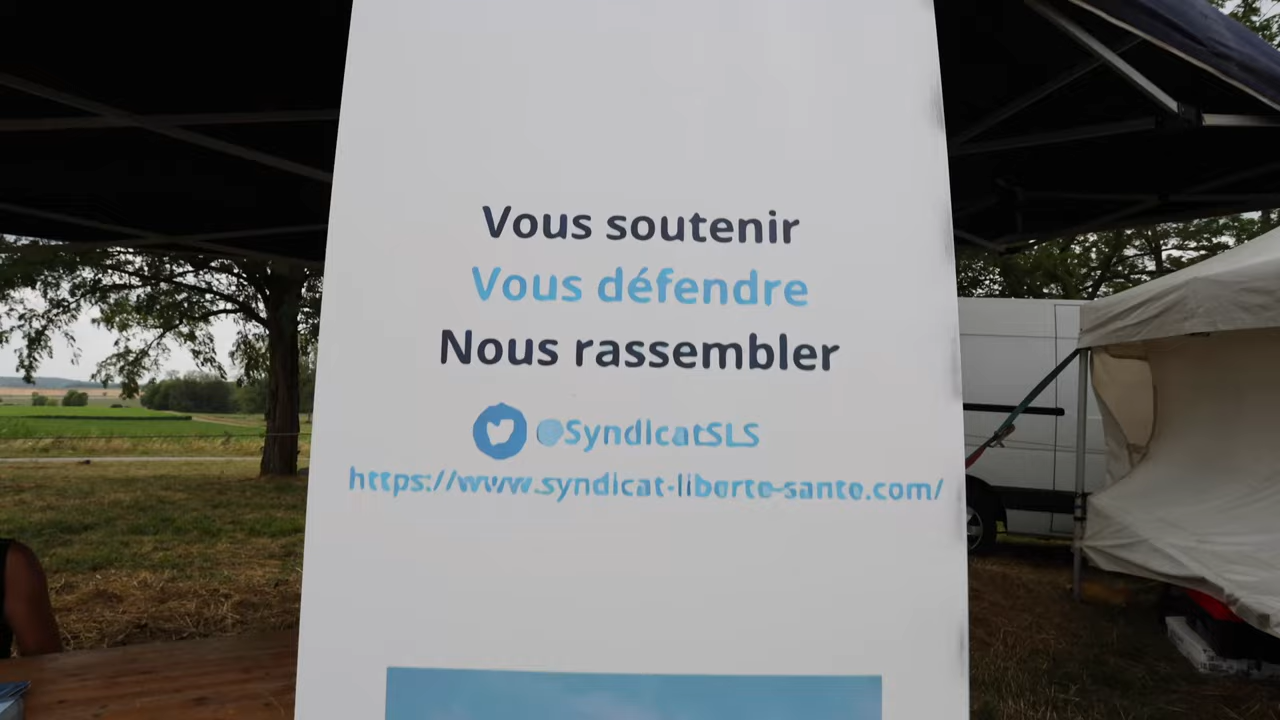 Vous soutenir
Vous défendre
Nous rassembler
@SyndicatSLS
https://www.syndicat-liberte-sante.com/